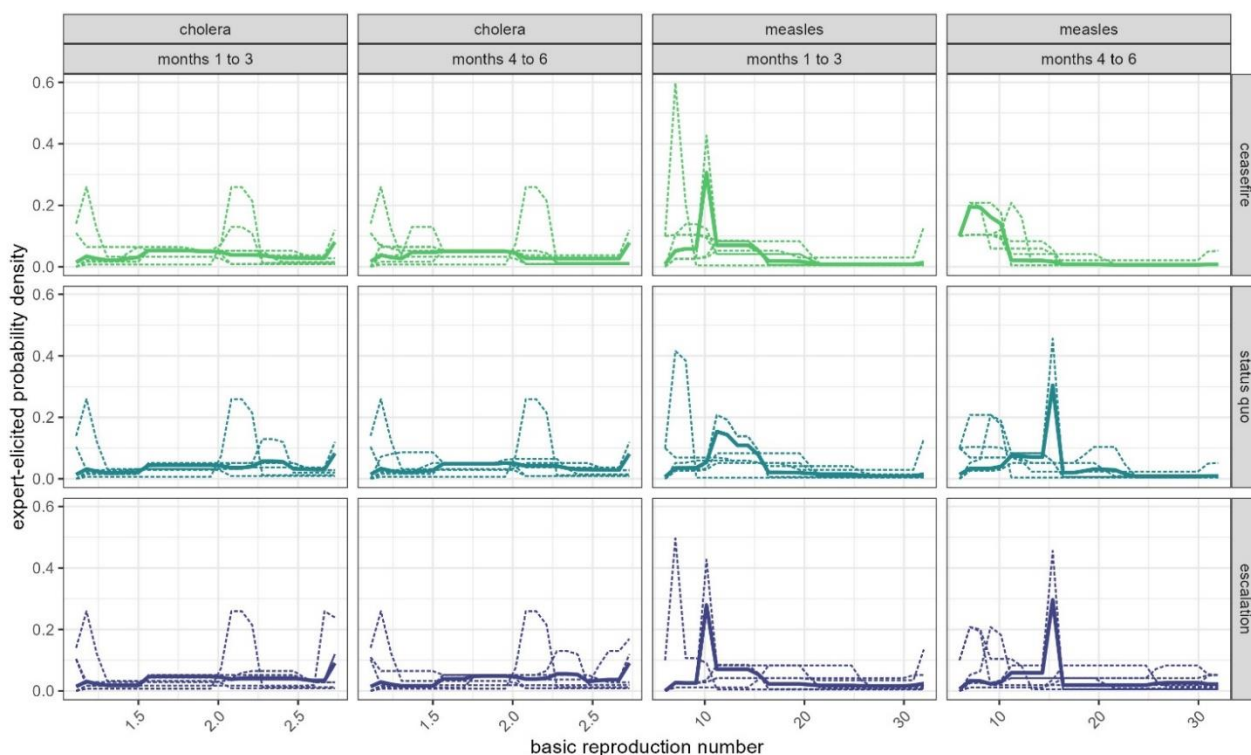 cholera cholera measles measles
months 1 to 3 months 4 to 6 months 1 to 3 months 4 to 6
expert-elicited probability density
0.6
0.4
0.2
0.0
ceasefire
0.6
0.4
0.2
0.0
status quo
0.6
0.4
0.2
0.0
escalation
1.5 2.0 2.5 1.5 2.0 2.5 10 20 30 10 20 30
basic reproduction number